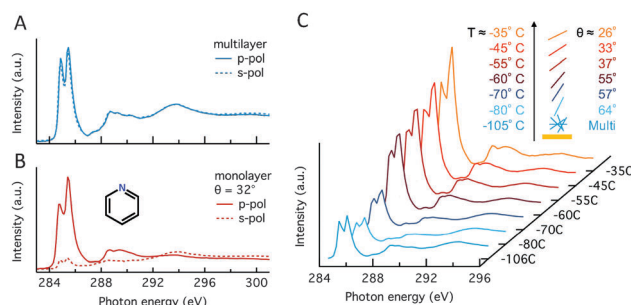 A
multilayer
p-pol
s-pol
Intensity (a.u.)
B
monolayer
θ = 32°
p-pol
s-pol
N
Intensity (a.u.)
284 288 292 296 300
Photon energy (eV)
C
T ≈ -35° C
-45° C
-55° C
-60° C
-70° C
-80° C
-105° C
θ ≈ 26°
33°
37°
55°
57°
64°
Multi
Intensity (a.u.)
-35C
-45C
-55C
-60C
-70C
-80C
-106C
284 288 292 296
Photon energy (eV)